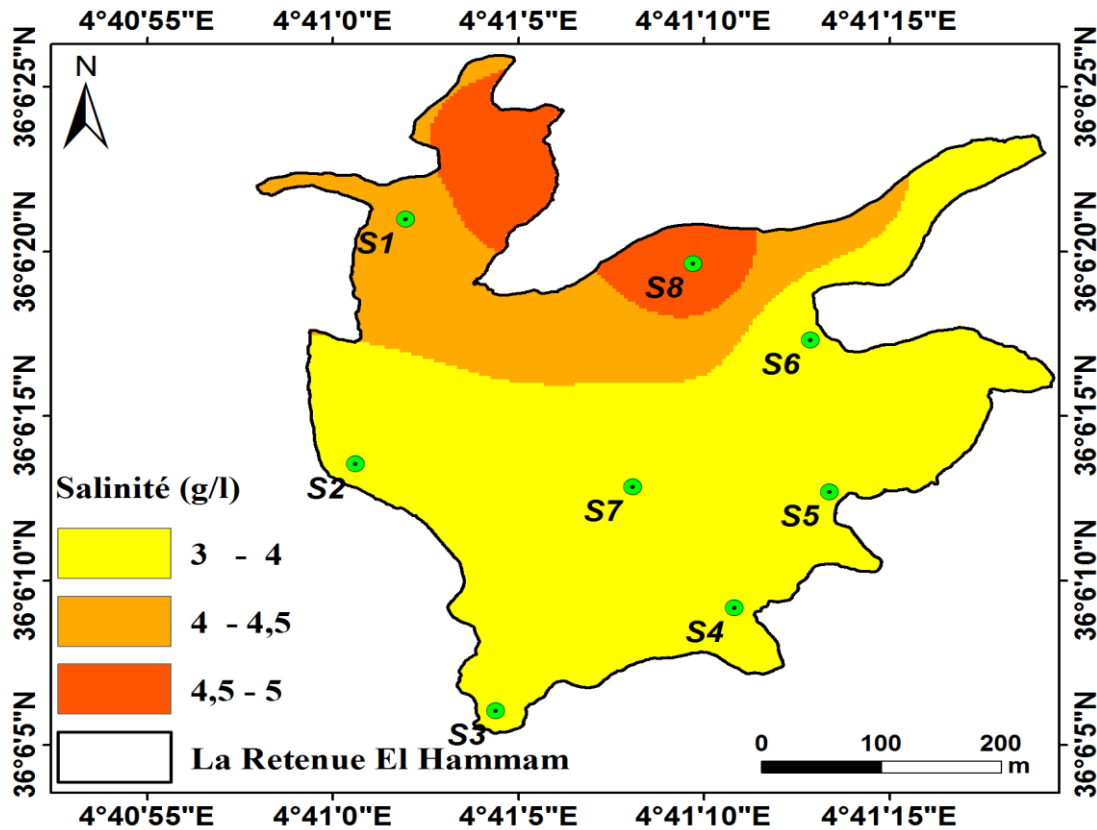 4°40'55"N 4°41'0"N 4°41'5"N 4°41'10"N 4°41'15"N
N
36°6'25"N 36°6'25"N
36°6'20"N 36°6'20"N
36°6'15"N 36°6'15"N
36°6'10"N 36°6'10"N
36°6'5"N 36°6'5"N
S1
S8
S6
S2
S7
S5
S4
S3
Salinité (g/l)
3 - 4
4 - 4,5
4,5 - 5
La Retenue El Hammam
0 100 200
m
4°40'55"N 4°41'0"N 4°41'5"N 4°41'10"N 4°41'15"N